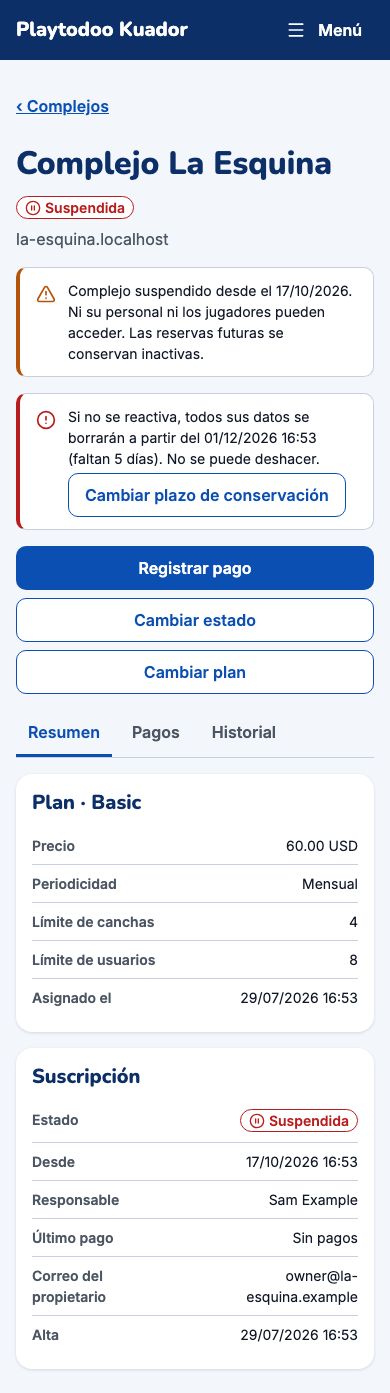 Playtodoo Kuador
Menú
‹ Complejos
Complejo La Esquina
Suspendida
la-esquina.localhost
Complejo suspendido desde el 17/10/2026.
Ni su personal ni los jugadores pueden
acceder. Las reservas futuras se
conservan inactivas.
Si no se reactiva, todos sus datos se
borrarán a partir del 01/12/2026 16:53
(faltan 5 días). No se puede deshacer.
Cambiar plazo de conservación
Registrar pago
Cambiar estado
Cambiar plan
Resumen Pagos Historial
Plan · Basic
Precio 60.00 USD
Periodicidad Mensual
Límite de canchas 4
Límite de usuarios 8
Asignado el 29/07/2026 16:53
Suscripción
Estado Suspendida
Desde 17/10/2026 16:53
Responsable Sam Example
Último pago Sin pagos
Correo del owner@la-
propietario esquina.example
Alta 29/07/2026 16:53